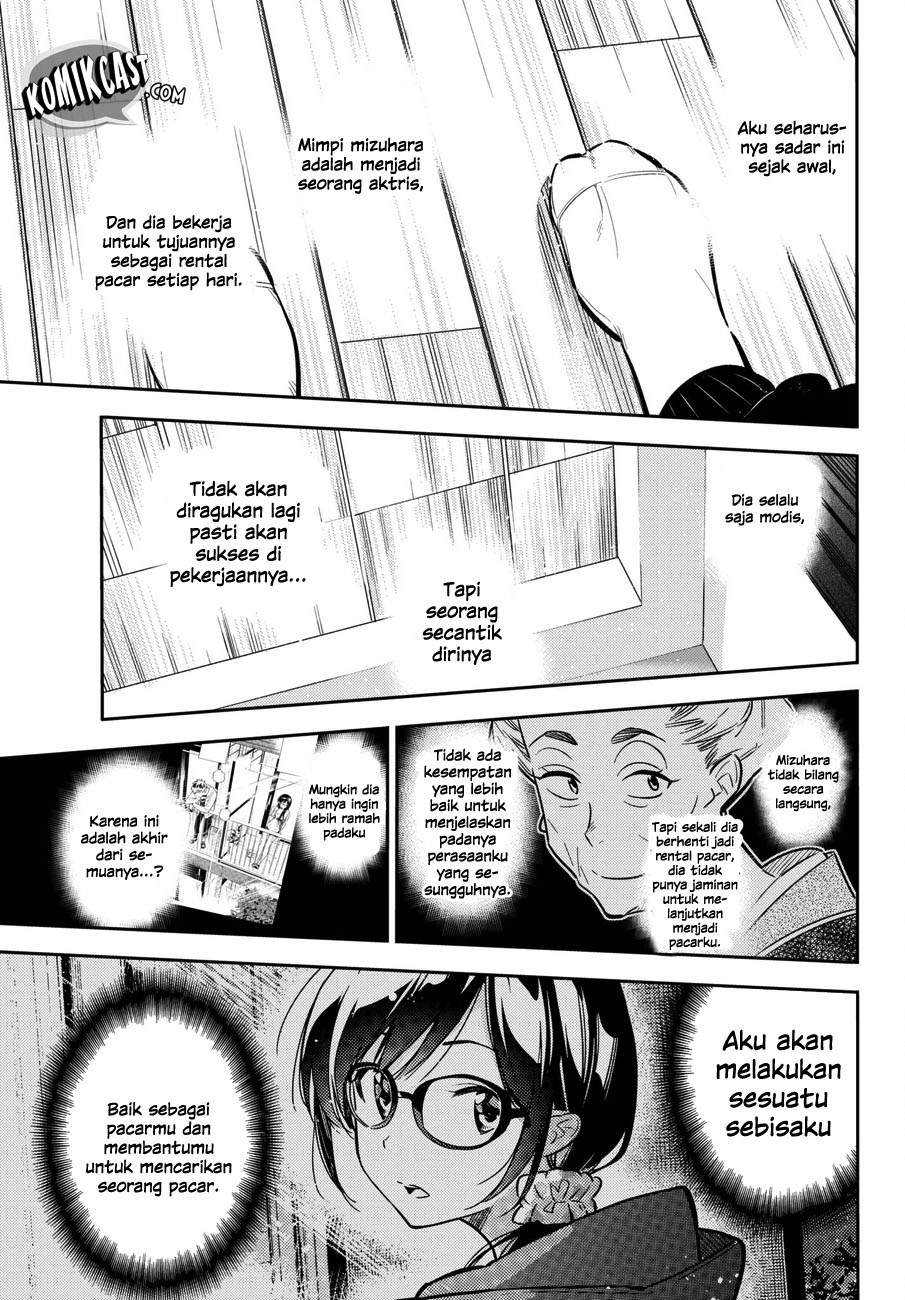 KOMIKCAST.COM
Aku seharus-
nya sadar ini
sejak awal,
Mimpi mizuhara
adalah menjadi
seorang aktris,
Dan dia bekerja
untuk tujuannya
sebagai rental
pacar setiap hari.
Dia selalu
saja modis,
Tapi
seorang
secantik
dirinya
Tidak akan
diragukan lagi
pasti akan
sukses di
pekerjaannya...
Mizuhara
tidak bilang
secara
langsung,
Tapi sekali dia
berhenti jadi
rental pacar,
dia tidak
punya jaminan
untuk me-
lanjutkan
menjadi
pacarku.
Tidak ada
kesempatan
yang lebih
baik untuk
menjelaskan
padanya
perasaanku
yang se-
sungguhnya.
Mungkin dia
hanya ingin
lebih ramah
padaku
Karena ini
adalah akhir
dari se-
muanya...?
Aku akan
melakukan
sesuatu
sebisaku
Baik sebagai
pacarmu dan
membantumu
untuk mencarikan
seorang pacar.